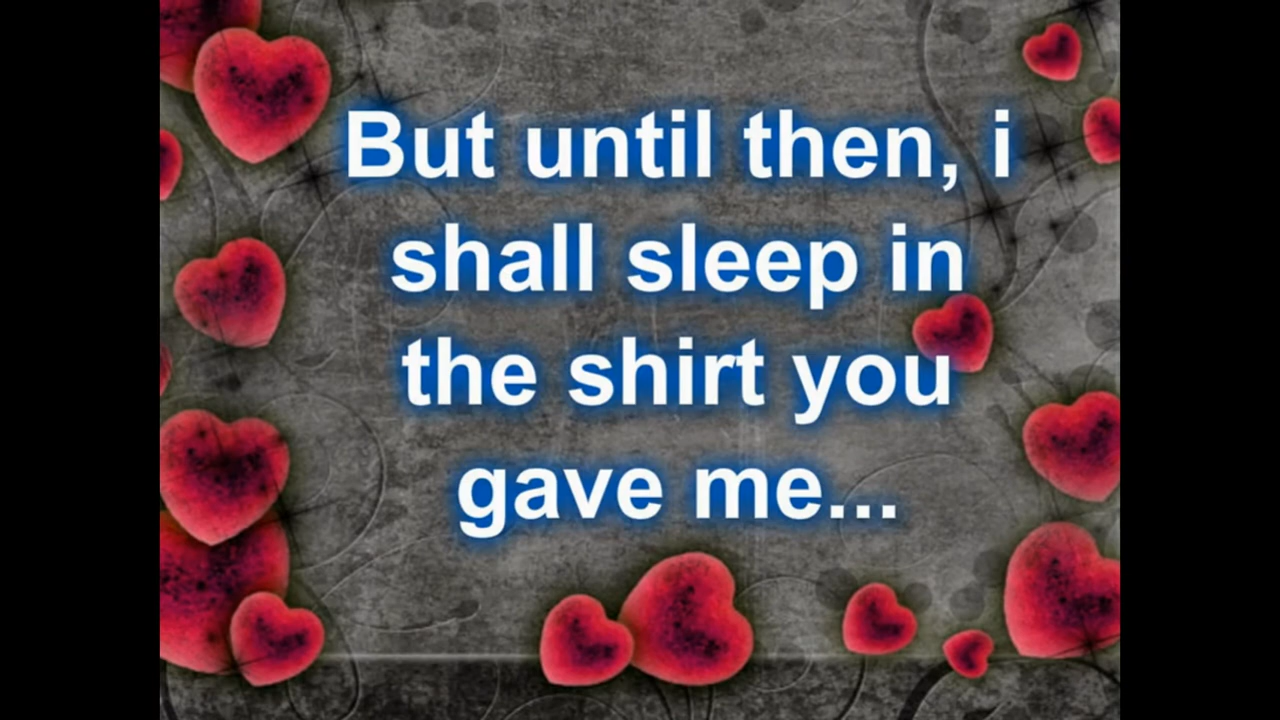 But until then, i
shall sleep in
the shirt you
gave me...